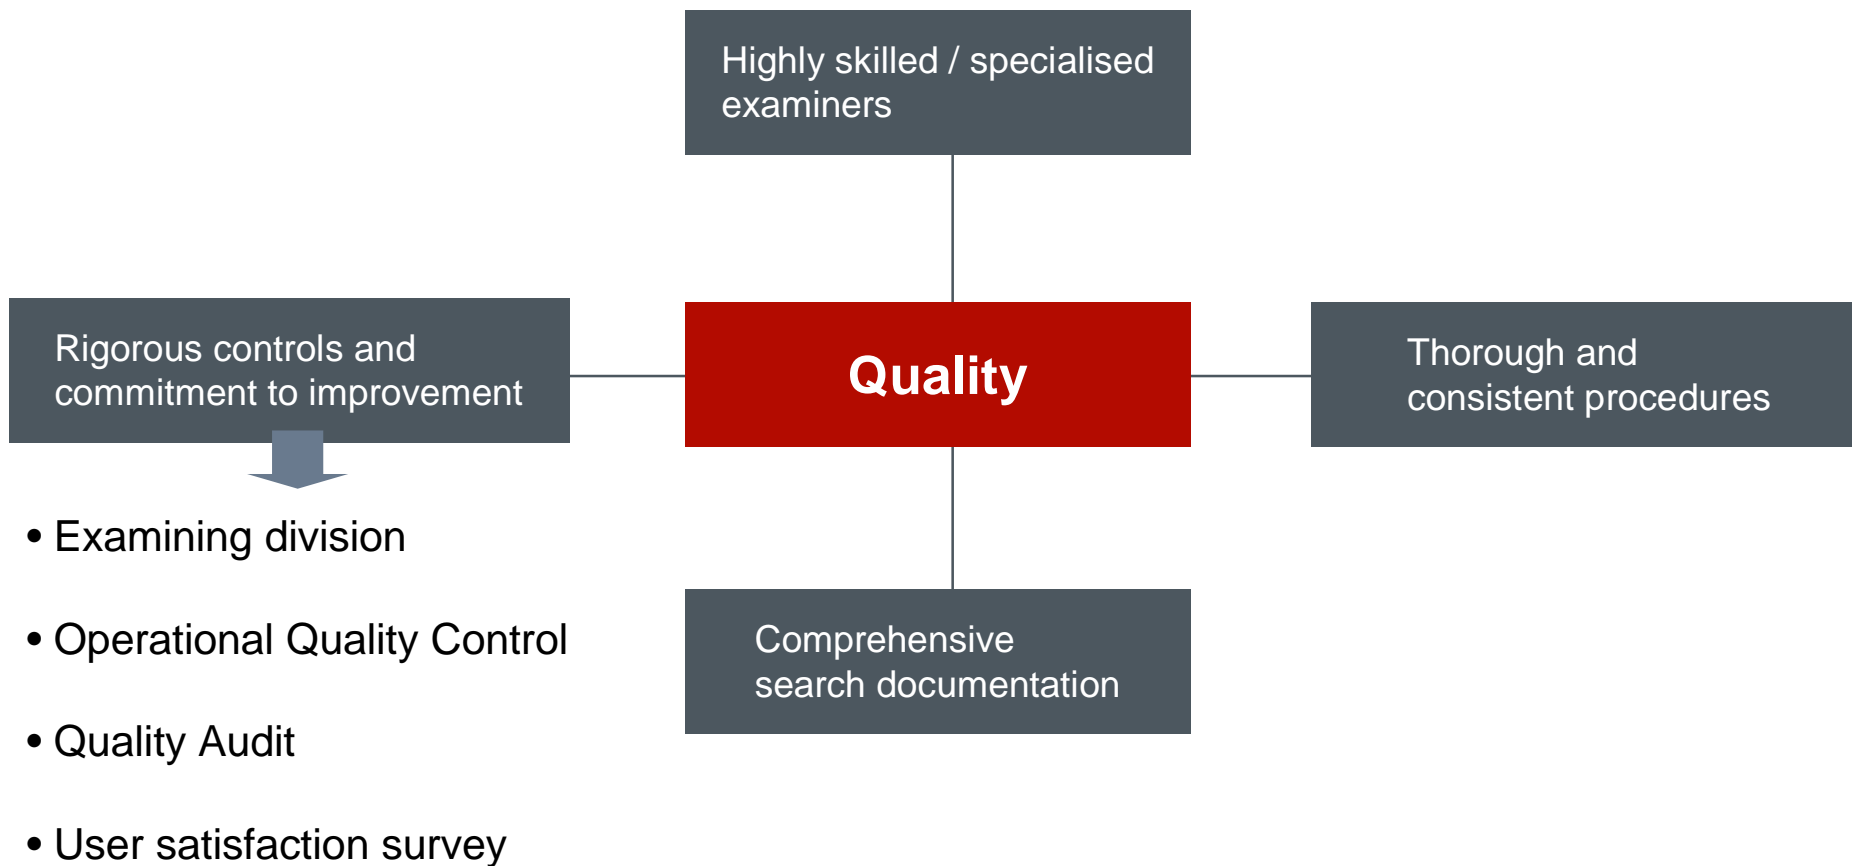 Highly skilled / specialised
examiners
Rigorous controls and
commitment to improvement
Quality
Thorough and
consistent procedures
• Examining division
• Operational Quality Control
• Quality Audit
• User satisfaction survey
Comprehensive
search documentation